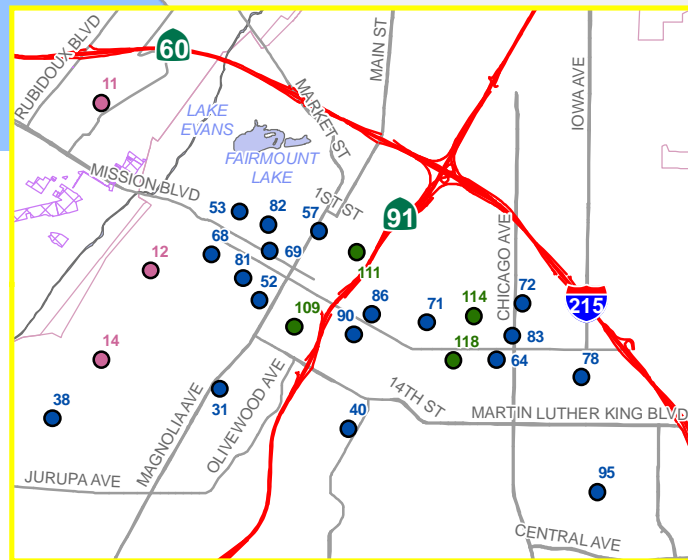 60
RUBIDOUX BLVD
MAIN ST
IOWA AVE
11
LAKE
EVANS
MARKET ST
FAIRMOUNT
LAKE
MISSION BLVD
1ST ST
91
53
82
57
CHICAGO AVE
68
69
12
81
111
52
109
90
86
71
114
72
215
83
118
64
78
14
38
31
MAGNOLIA AVE
OLIVEWOOD AVE
40
14TH ST
MARTIN LUTHER KING BLVD
JURUPA AVE
95
CENTRAL AVE